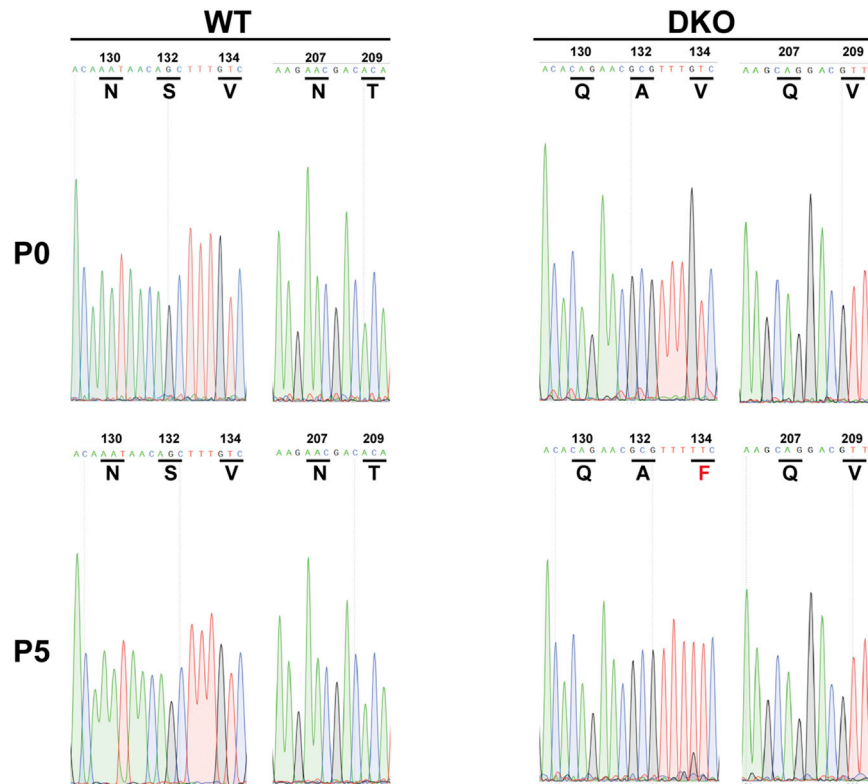 WT DKO
130 132 134 207 209 130 132 134 207 209
ACAAATAACAGCTTTGTC AAGAACGACACA ACACAGAACGCGTTTGTC AAGCAGGACGTT
N S V N T Q A V Q V
P0
130 132 134 207 209 130 132 134 207 209
ACAAATAACAGCTTTGTC AAGAACGACACA ACACAGAACGCGTTTTTC AAGCAGGACGTT
N S V N T Q A F Q V
P5